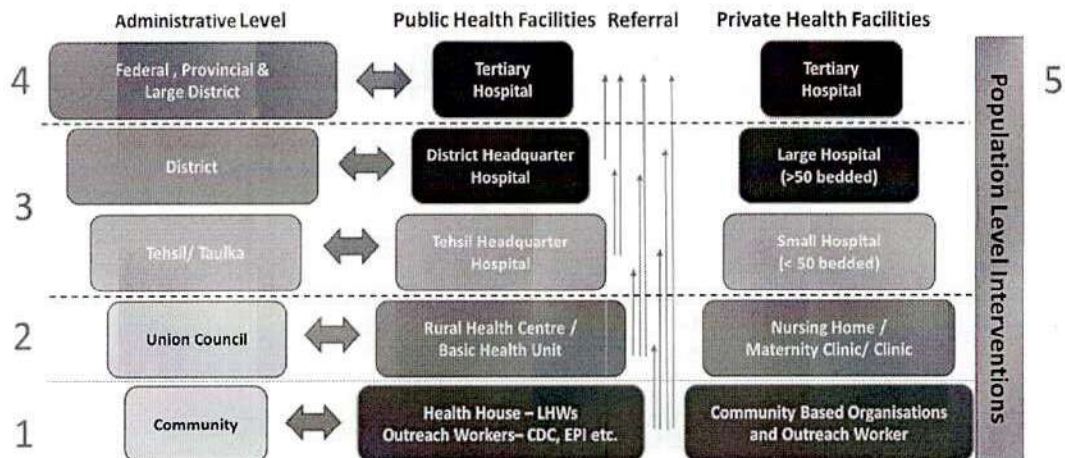 Administrative Level
Public Health Facilities
Referral
Private Health Facilities
4
Federal , Provincial &
Large District
Tertiary
Hospital
Tertiary
Hospital
5
3
District
District Headquarter
Hospital
Large Hospital
(>50 bedded)
Tehsil/ Taulka
Tehsil Headquarter
Hospital
Small Hospital
(< 50 bedded)
2
Union Council
Rural Health Centre /
Basic Health Unit
Nursing Home /
Maternity Clinic/ Clinic
1
Community
Health House – LHWs
Outreach Workers– CDC, EPI etc.
Community Based Organisations
and Outreach Worker
Population Level Interventions